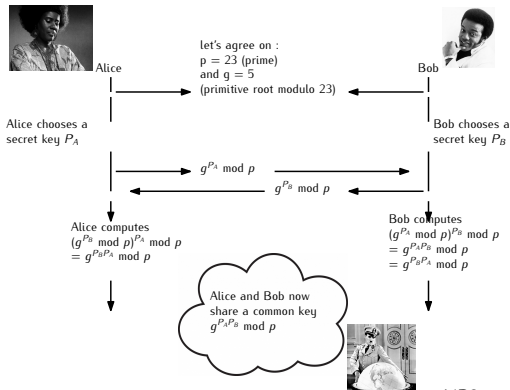 let's agree on :
p = 23 (prime)
and g = 5
(primitive root modulo 23)
Alice
Bob
Alice chooses a
secret key P_A
Bob chooses a
secret key P_B
g^{P_A} mod p
g^{P_B} mod p
Alice computes
(g^{P_B} mod p)^{P_A} mod p
= g^{P_B P_A} mod p
Bob computes
(g^{P_A} mod p)^{P_B} mod p
= g^{P_A P_B} mod p
= g^{P_B P_A} mod p
Alice and Bob now
share a common key
g^{P_A P_B} mod p